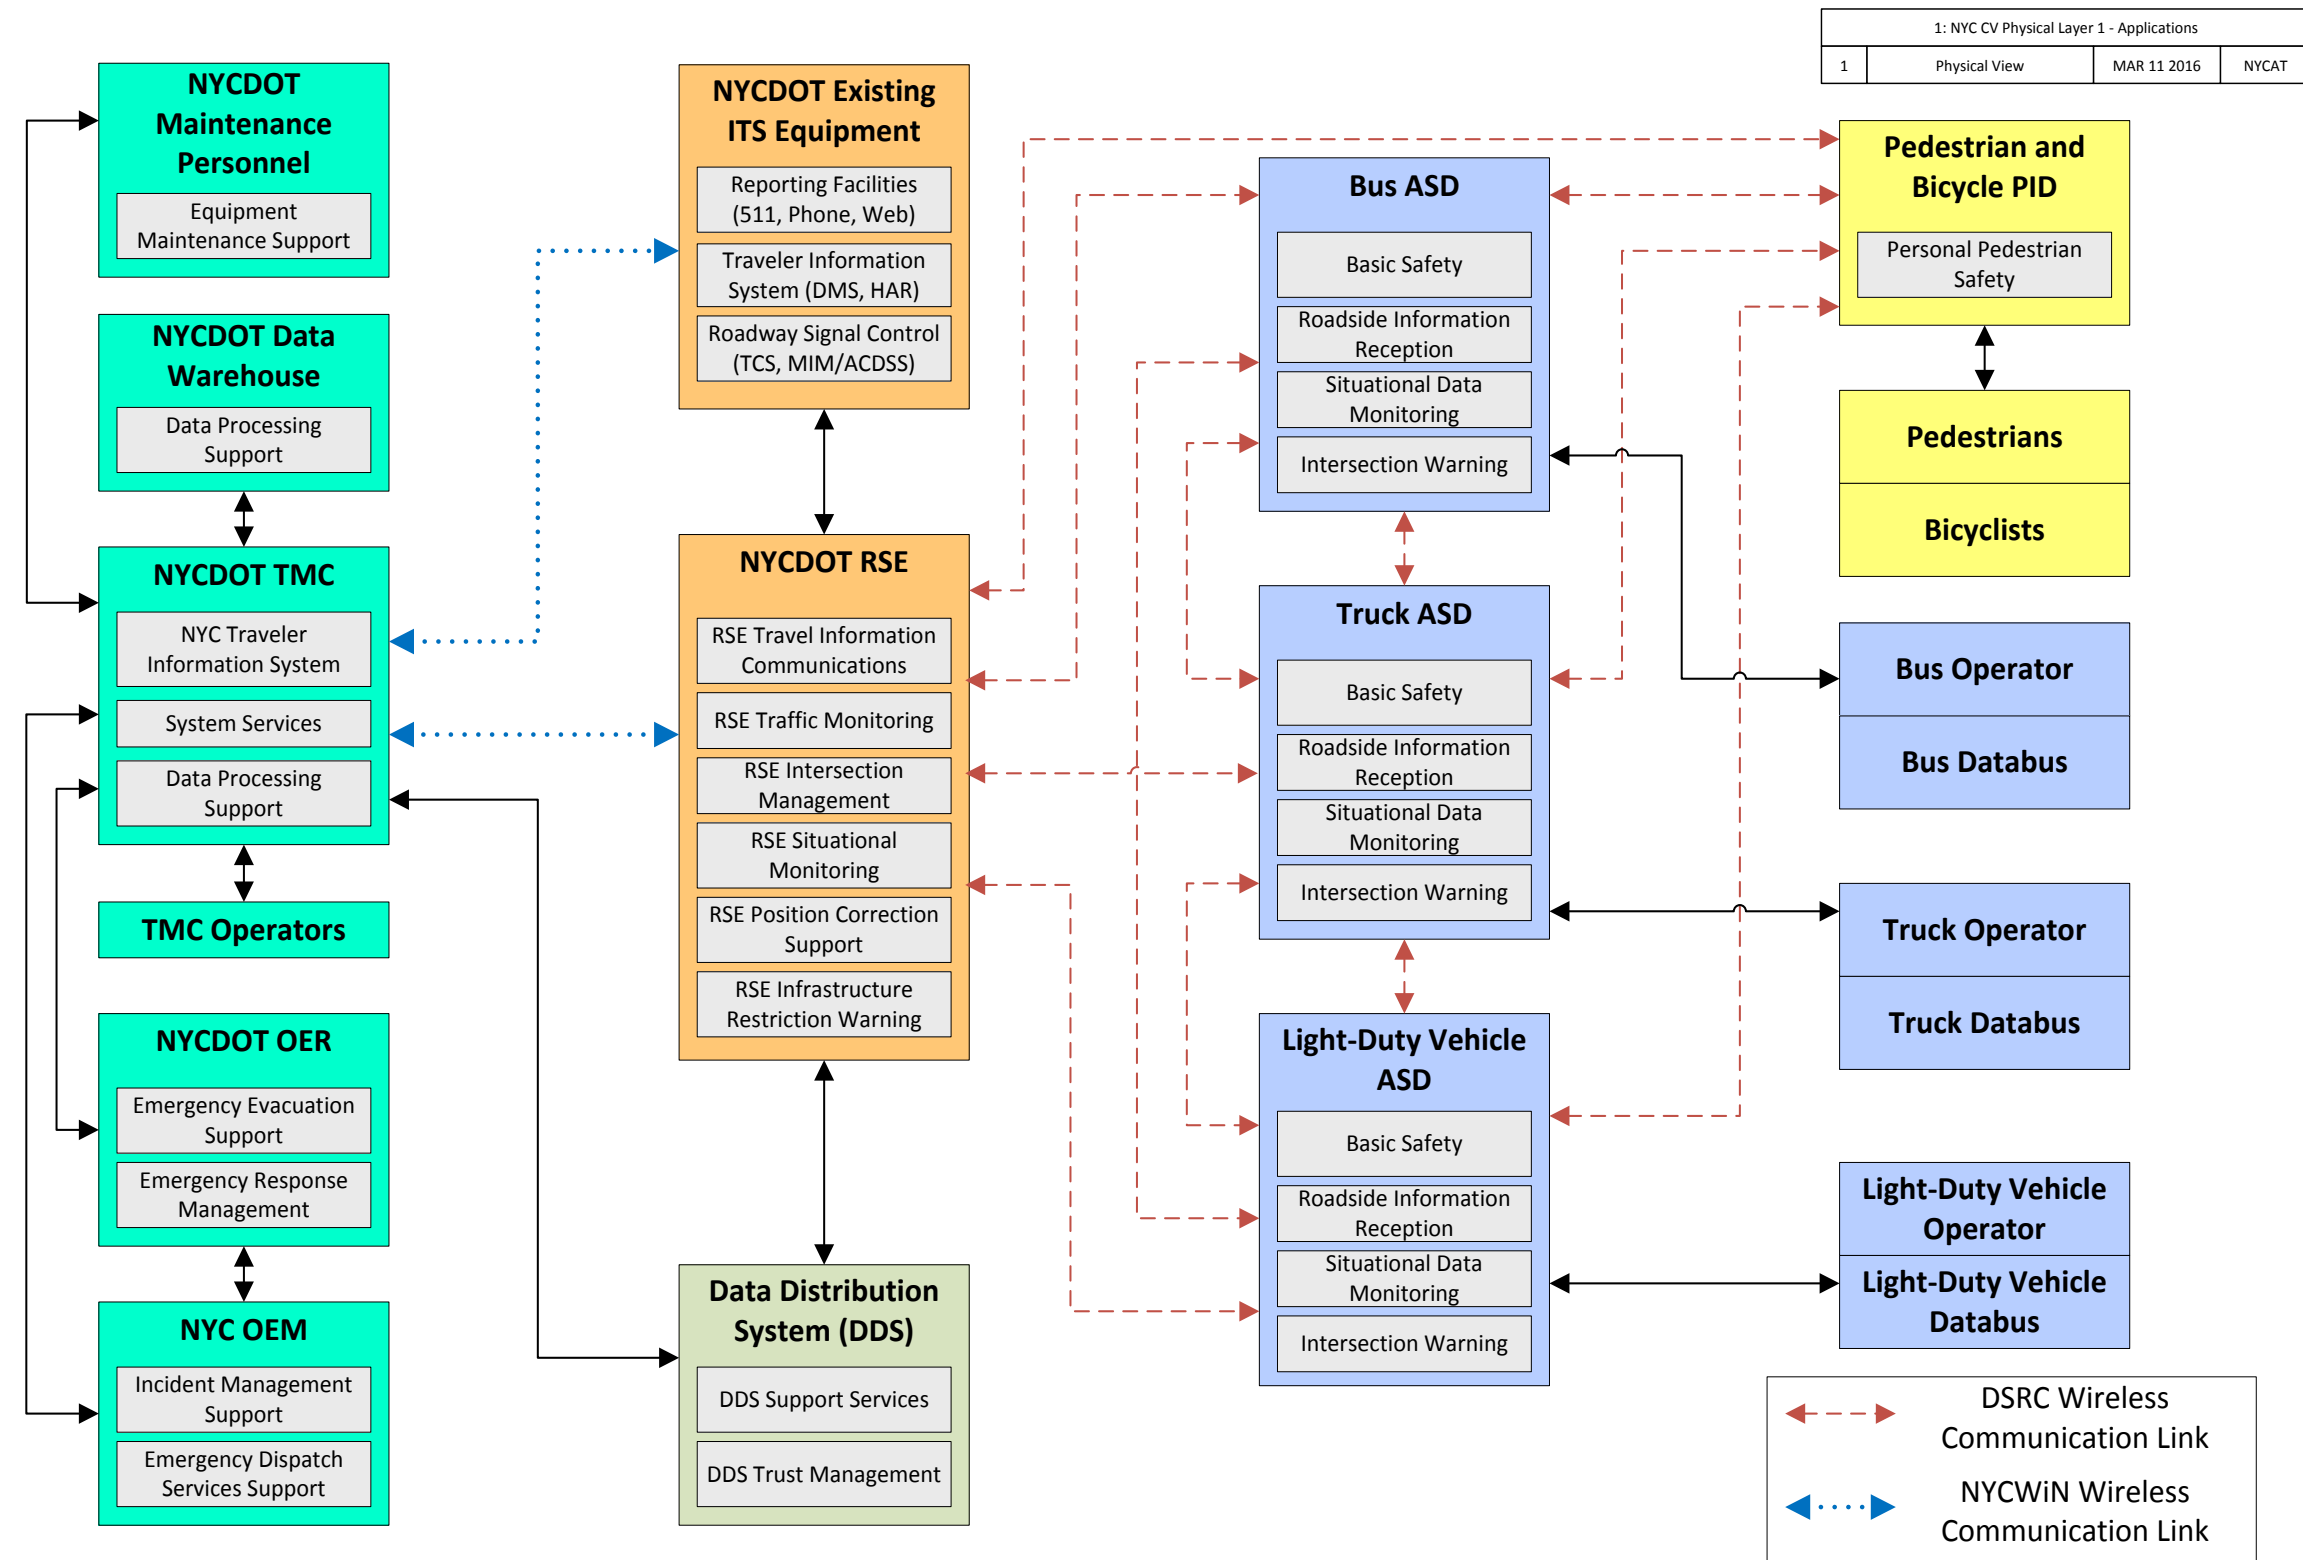 1: NYC CV Physical Layer 1 - Applications
1
Physical View
MAR 11 2016
NYCAT
NYCDOT
Maintenance
Personnel
Equipment
Maintenance Support
NYCDOT Data
Warehouse
Data Processing
Support
NYCDOT TMC
NYC Traveler
Information System
System Services
Data Processing
Support
TMC Operators
NYCDOT OER
Emergency Evacuation
Support
Emergency Response
Management
NYC OEM
Incident Management
Support
Emergency Dispatch
Services Support
NYCDOT Existing
ITS Equipment
Reporting Facilities
(511, Phone, Web)
Traveler Information
System (DMS, HAR)
Roadway Signal Control
(TCS, MIM/ACDSS)
NYCDOT RSE
RSE Travel Information
Communications
RSE Traffic Monitoring
RSE Intersection
Management
RSE Situational
Monitoring
RSE Position Correction
Support
RSE Infrastructure
Restriction Warning
Data Distribution
System (DDS)
DDS Support Services
DDS Trust Management
Bus ASD
Basic Safety
Roadside Information
Reception
Situational Data
Monitoring
Intersection Warning
Truck ASD
Basic Safety
Roadside Information
Reception
Situational Data
Monitoring
Intersection Warning
Light-Duty Vehicle
ASD
Basic Safety
Roadside Information
Reception
Situational Data
Monitoring
Intersection Warning
Pedestrian and
Bicycle PID
Personal Pedestrian
Safety
Pedestrians
Bicyclists
Bus Operator
Bus Databus
Truck Operator
Truck Databus
Light-Duty Vehicle
Operator
Light-Duty Vehicle
Databus
DSRC Wireless
Communication Link
NYCWiN Wireless
Communication Link